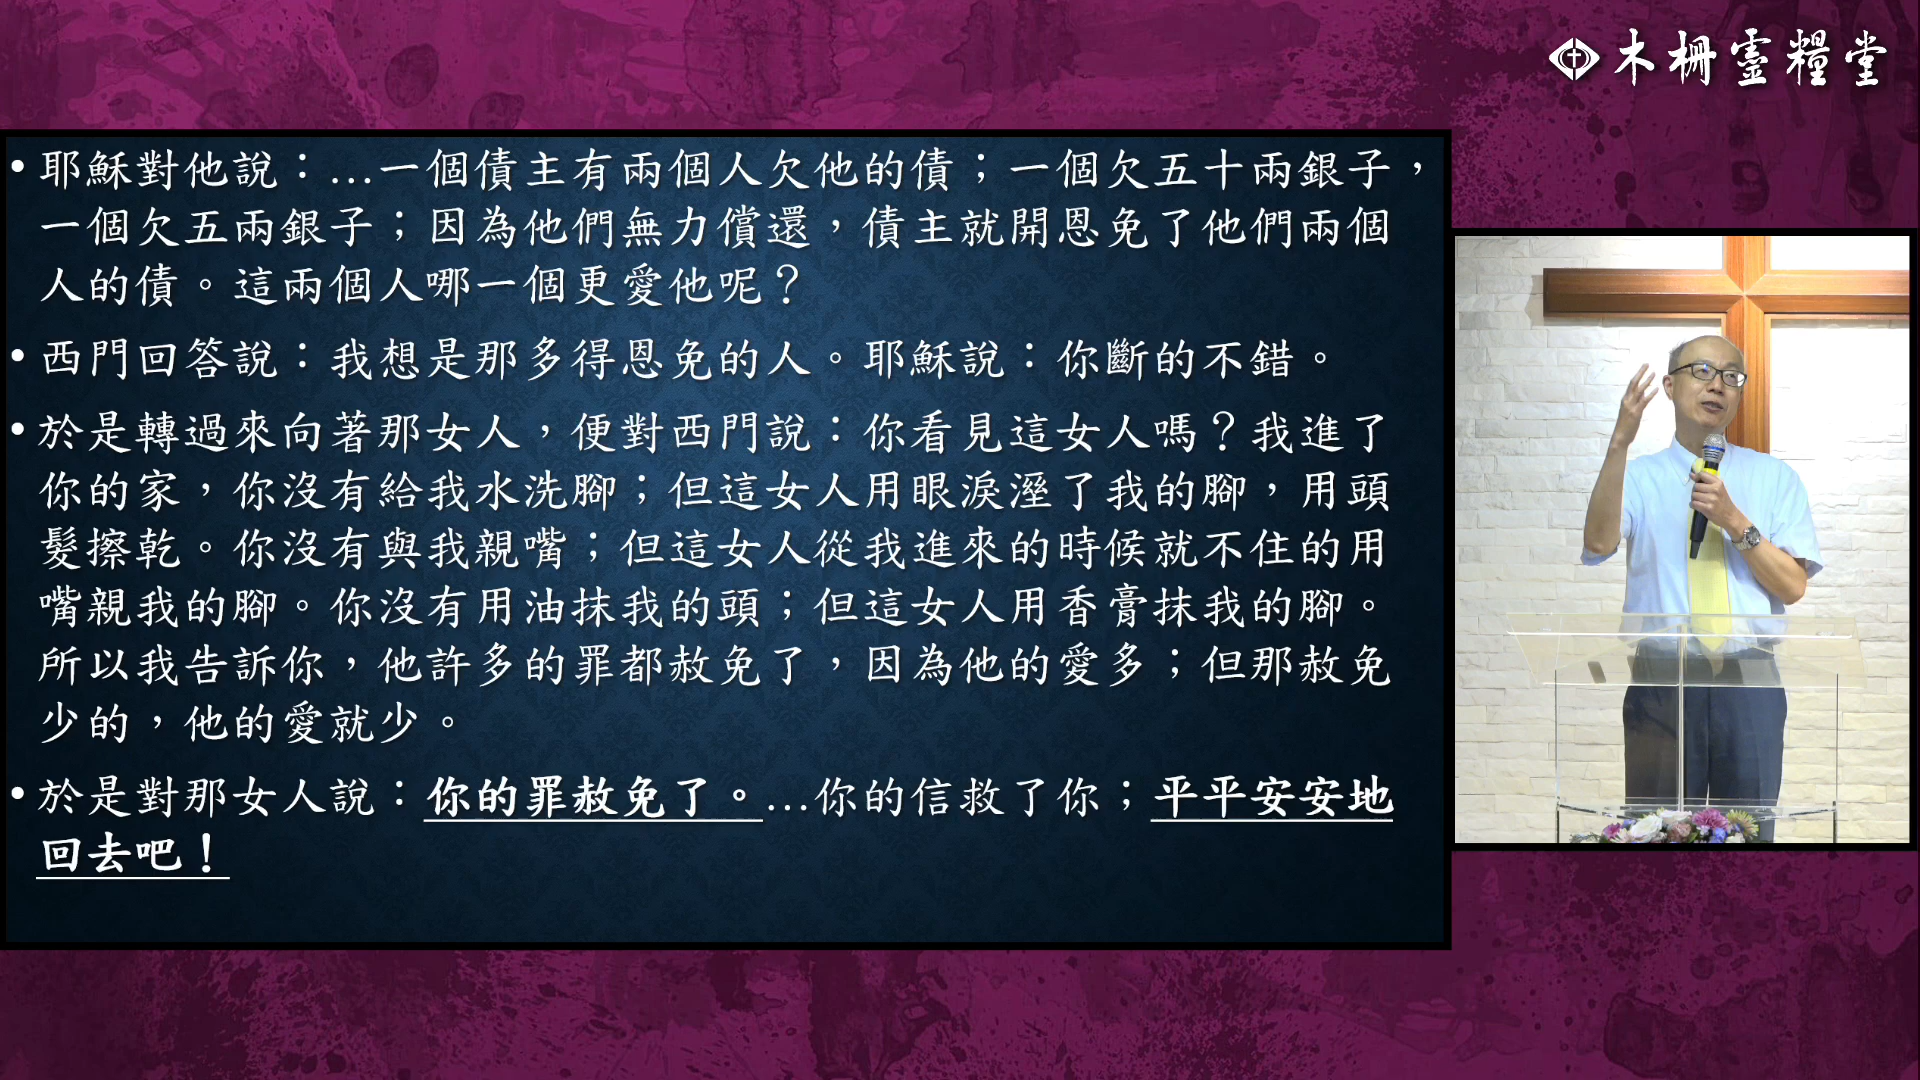 木柵靈糧堂
•耶穌對他說：…一個債主有兩個人欠他的債；一個欠五十兩銀子，
一個欠五兩銀子；因為他們無力償還，債主就開恩免了他們兩個
人的債。這兩個人哪一個更愛他呢？
•西門回答說：我想是那多得恩免的人。耶穌說：你斷的不錯。
•於是轉過來向著那女人，便對西門說：你看見這女人嗎？我進了
你的家，你沒有給我水洗腳；但這女人用眼淚溼了我的腳，用頭
髮擦乾。你沒有與我親嘴；但這女人從我進來的時候就不住的用
嘴親我的腳。你沒有用油抹我的頭；但這女人用香膏抹我的腳。
所以我告訴你，他許多的罪都赦免了，因為他的愛多；但那赦免
少的，他的愛就少。
•於是對那女人說：你的罪赦免了。…你的信救了你；平平安安地
回去吧！